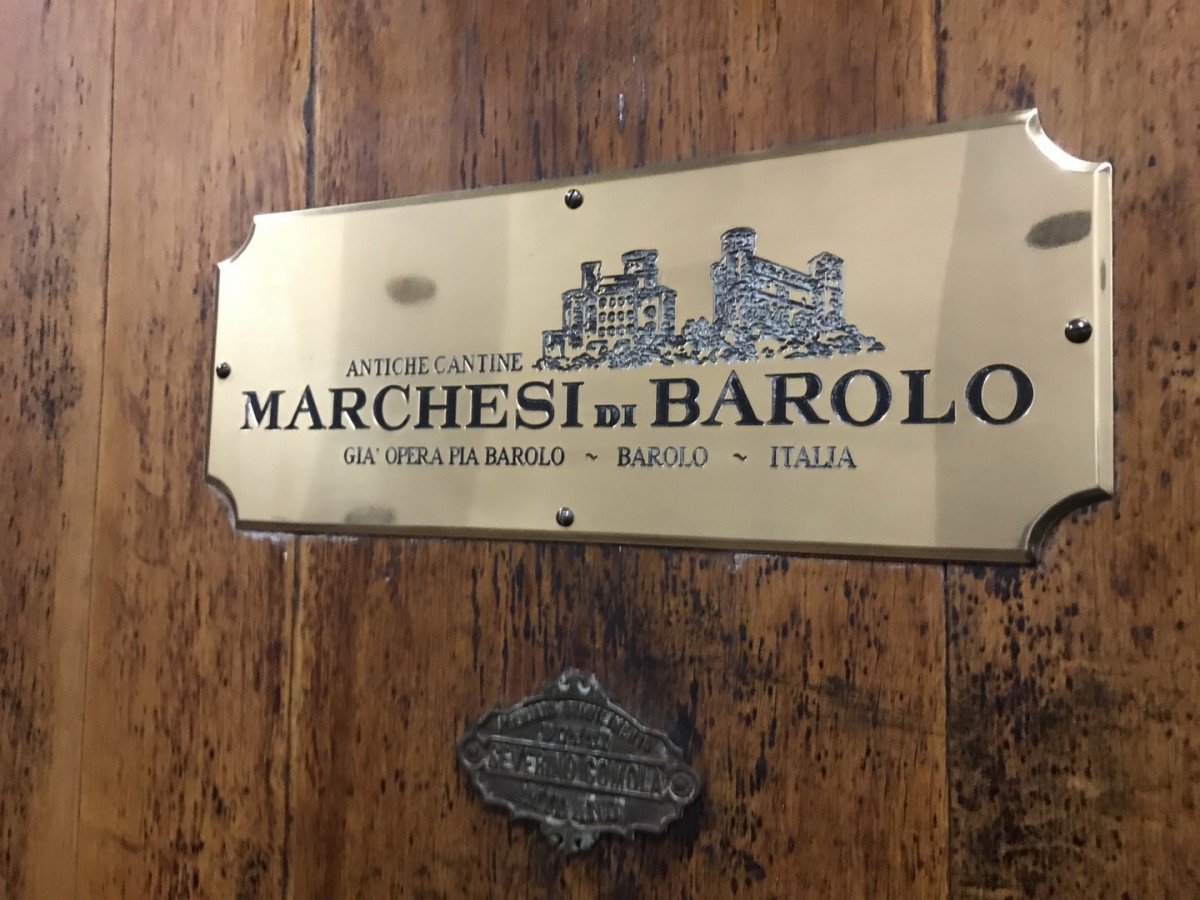 ANTICHE CANTINE
MARCHESI DI BAROLO
GIA' OPERA PIA BAROLO ~ BAROLO ~ ITALIA
SEVERINO